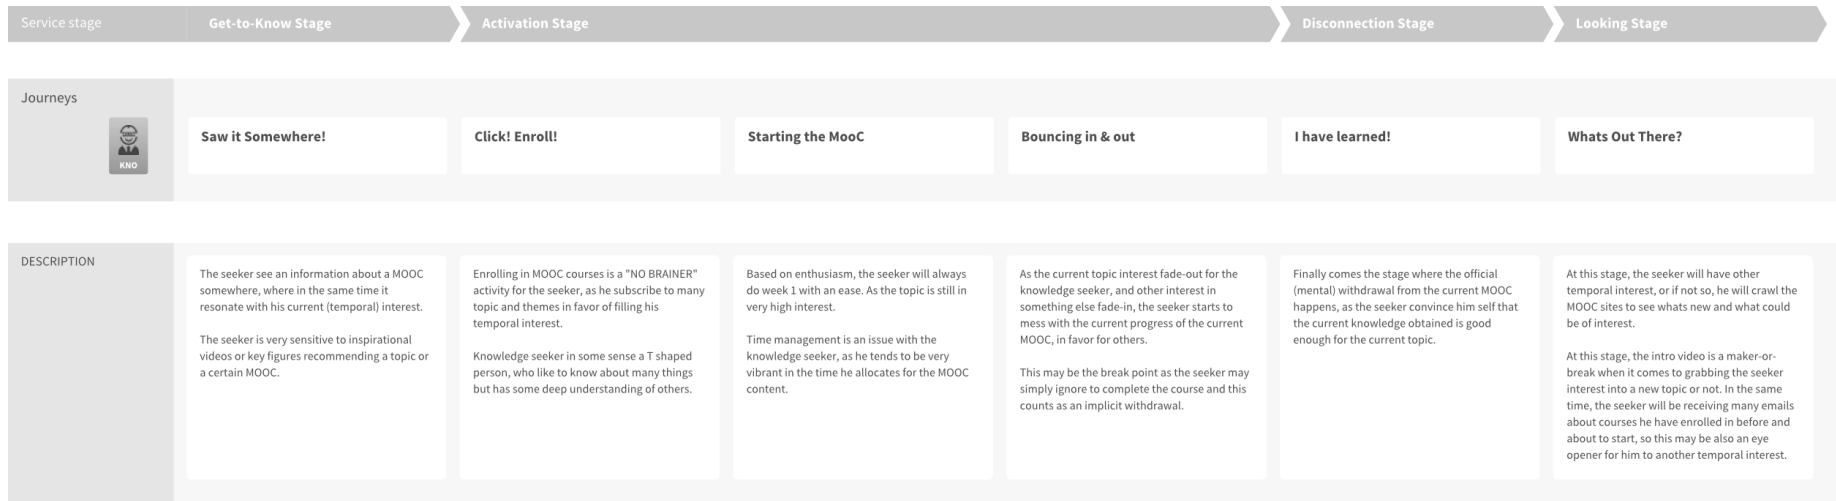 Service stage
Get-to-Know Stage
Activation Stage
Disconnection Stage
Looking Stage
Journeys
KNO
Saw it Somewhere!
Click! Enroll!
Starting the MooC
Bouncing in & out
I have learned!
Whats Out There?
DESCRIPTION
The seeker see an information about a MOOC
somewhere, where in the same time it
resonate with his current (temporal) interest.
The seeker is very sensitive to inspirational
videos or key figures recommending a topic or
a certain MOOC.
Enrolling in MOOC courses is a "NO BRAINER"
activity for the seeker, as he subscribe to many
topic and themes in favor of filling his
temporal interest.
Knowledge seeker in some sense a T shaped
person, who like to know about many things
but has some deep understanding of others.
Based on enthusiasm, the seeker will always
do week 1 with an ease. As the topic is still in
very high interest.
Time management is an issue with the
knowledge seeker, as he tends to be very
vibrant in the time he allocates for the MOOC
content.
As the current topic interest fade-out for the
knowledge seeker, and other interest in
something else fade-in, the seeker starts to
mess with the current progress of the current
MOOC, in favor for others.
This may be the break point as the seeker may
simply ignore to complete the course and this
counts as an implicit withdrawal.
Finally comes the stage where the official
(mental) withdrawal from the current MOOC
happens, as the seeker convince him self that
the current knowledge obtained is good
enough for the current topic.
At this stage, the seeker will have other
temporal interest, or if not so, he will crawl the
MOOC sites to see whats new and what could
be of interest.
At this stage, the intro video is a maker-or-
break when it comes to grabbing the seeker
interest into a new topic or not. In the same
time, the seeker will be receiving many emails
about courses he have enrolled in before and
about to start, so this may be also an eye
opener for him to another temporal interest.